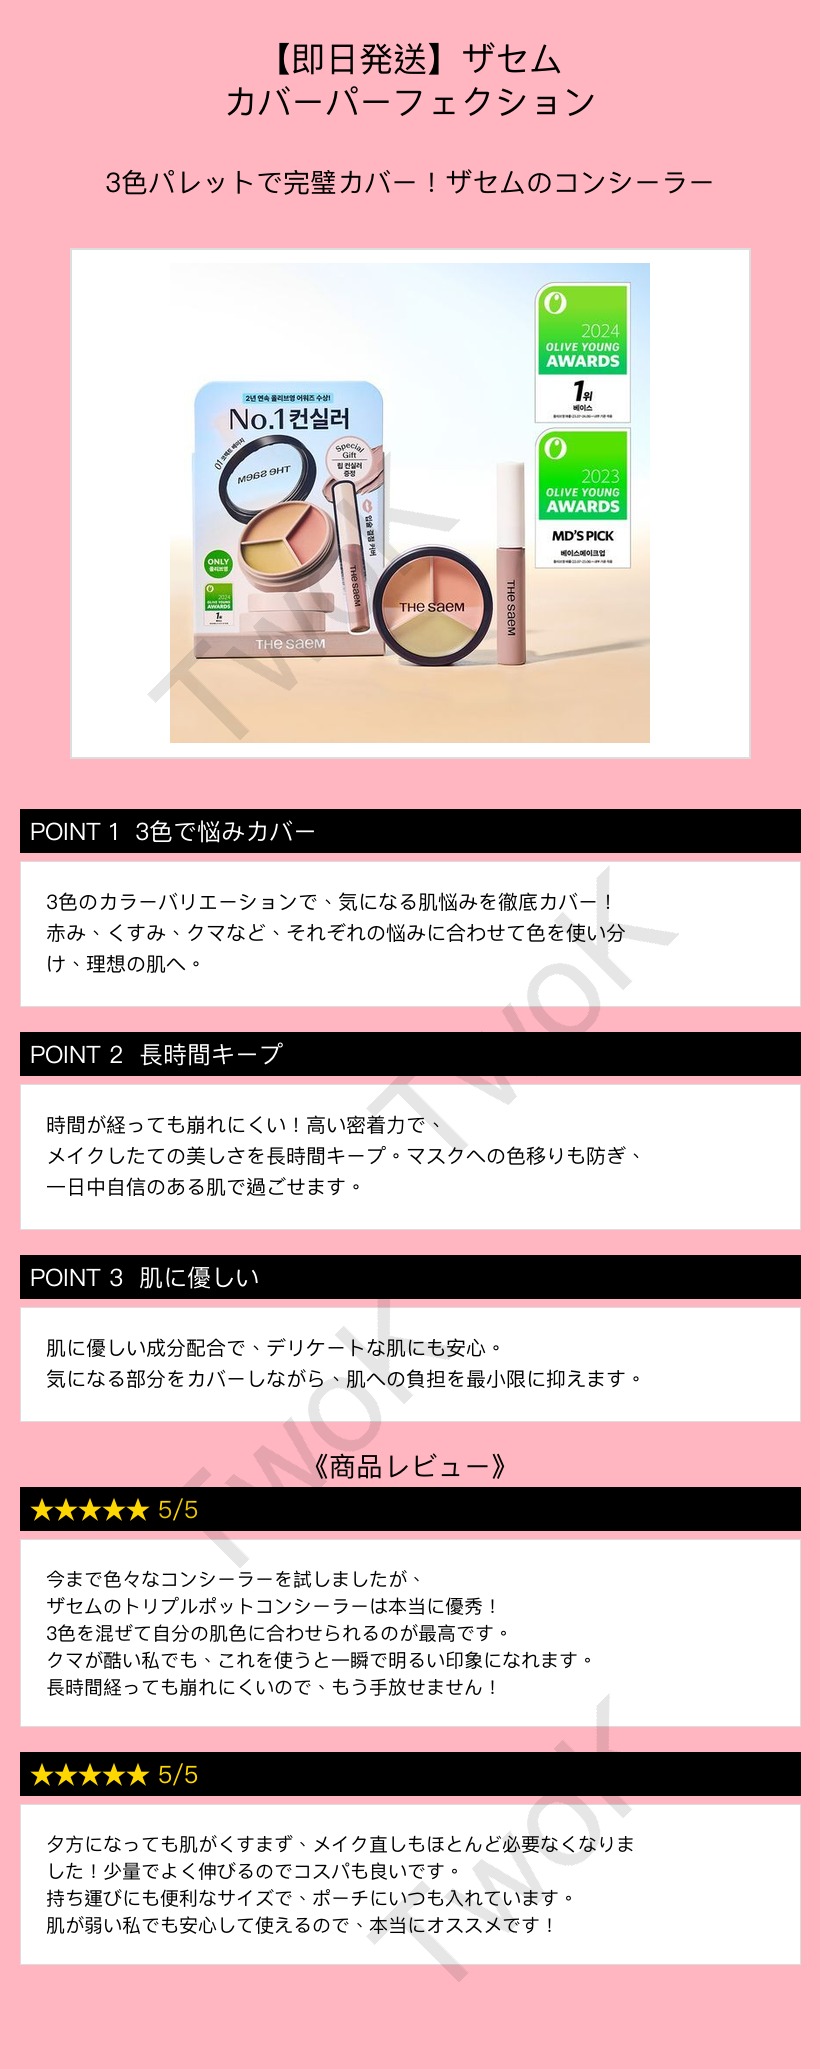 【即日発送】ザセム
カバーパーフェクション
3色パレットで完璧カバー！ザセムのコンシーラー
2024
OLIVE YOUNG
AWARDS
1위
베이스
2023
OLIVE YOUNG
AWARDS
MD'S PICK
베이스메이크업
2년 연속 올리브영 어워즈 수상!
No.1컨실러
01 코렉트 베이지
THE SAEM
Special
Gift
립 컨실러
증정
입술 결점 커버
ONLY
올리브영
2024
OLIVE YOUNG
AWARDS
1위
THE SAEM
THE SAEM
THE SAEM
THE SAEM
TwoK
POINT 1 3色で悩みカバー
3色のカラーバリエーションで、気になる肌悩みを徹底カバー！
赤み、くすみ、クマなど、それぞれの悩みに合わせて色を使い分
け、理想の肌へ。
TwoK
POINT 2 長時間キープ
時間が経っても崩れにくい！高い密着力で、
メイクしたての美しさを長時間キープ。マスクへの色移りも防ぎ、
一日中自信のある肌で過ごせます。
POINT 3 肌に優しい
肌に優しい成分配合で、デリケートな肌にも安心。
気になる部分をカバーしながら、肌への負担を最小限に抑えます。
TwoK
《商品レビュー》
★★★★★ 5/5
今まで色々なコンシーラーを試しましたが、
ザセムのトリプルポットコンシーラーは本当に優秀！
3色を混ぜて自分の肌色に合わせられるのが最高です。
クマが酷い私でも、これを使うと一瞬で明るい印象になれます。
長時間経っても崩れにくいので、もう手放せません！
★★★★★ 5/5
夕方になっても肌がくすまず、メイク直しもほとんど必要なくなりま
した！少量でよく伸びるのでコスパも良いです。
持ち運びにも便利なサイズで、ポーチにいつも入れています。
肌が弱い私でも安心して使えるので、本当にオススメです！
TwoK